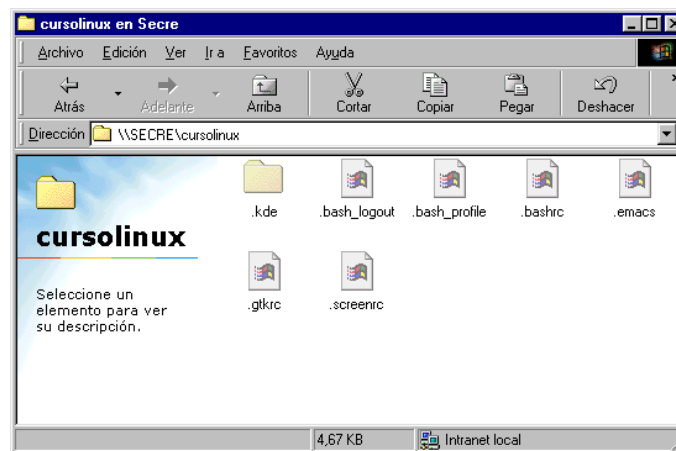 cursolinux en Secre
Archivo Edición Ver Ir a Favoritos Ayuda
Atrás Adelante Arriba Cortar Copiar Pegar Deshacer »
Dirección \\SECRE\cursolinux
.kde .bash_logout .bash_profile .bashrc .emacs
cursolinux
.gtkrc .screenrc
Seleccione un
elemento para ver
su descripción.
4,67 KB Intranet local